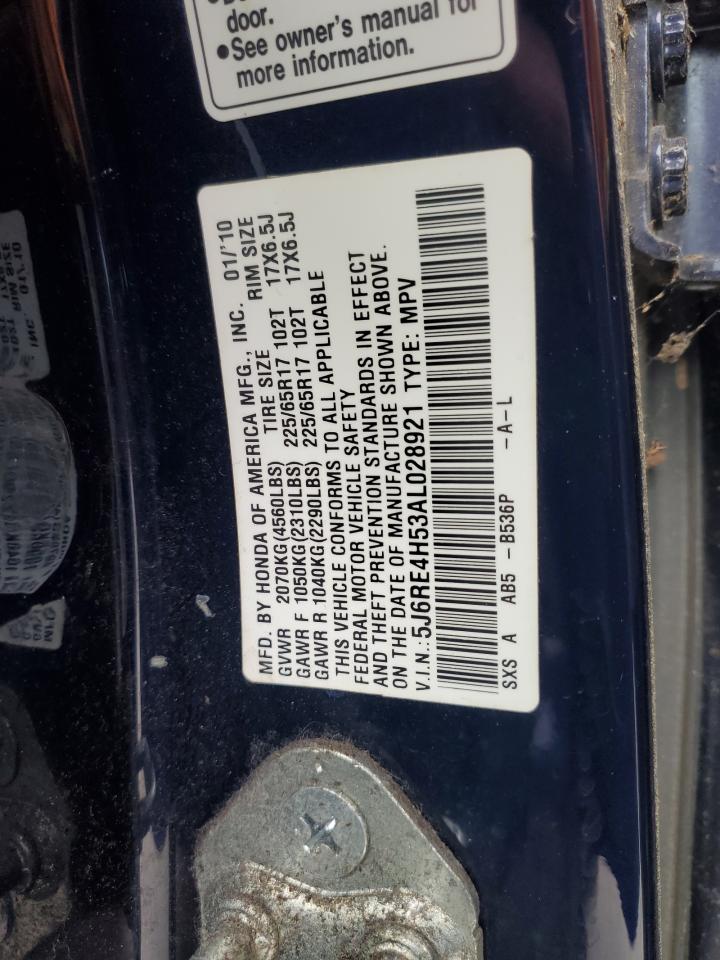 door.
●See owner's manual for
more information.
MFD. BY HONDA OF AMERICA MFG., INC. 01/'10
GVWR 2070KG(4560LBS) TIRE SIZE RIM SIZE
GAWR F 1050KG(2310LBS) 225/65R17 102T 17X6.5J
GAWR R 1040KG(2290LBS) 225/65R17 102T 17X6.5J
THIS VEHICLE CONFORMS TO ALL APPLICABLE
FEDERAL MOTOR VEHICLE SAFETY
AND THEFT PREVENTION STANDARDS IN EFFECT
ON THE DATE OF MANUFACTURE SHOWN ABOVE.
V.I.N.:5J6RE4H53AL028921 TYPE: MPV
SXS A AB5 -B536P -A-L